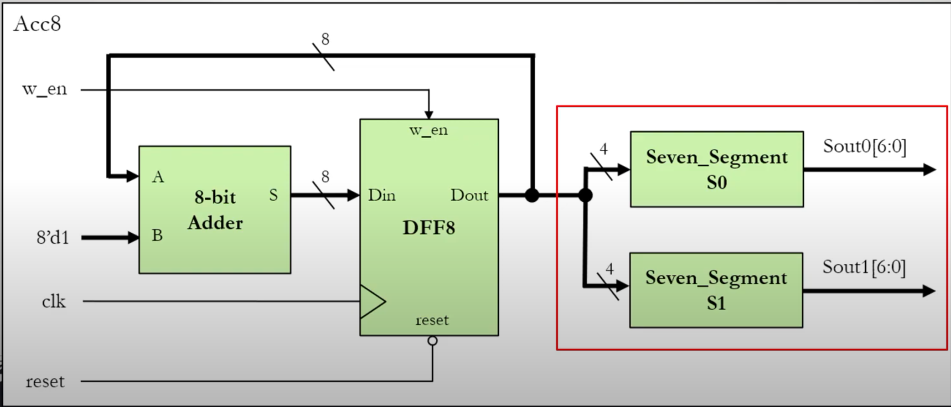 Acc8
8
w_en
w_en
4
Seven_Segment
S0
Sout0[6:0]
A
8-bit
Adder
S
8
Din
Dout
DFF8
8'd1
B
4
Seven_Segment
S1
Sout1[6:0]
clk
reset
reset